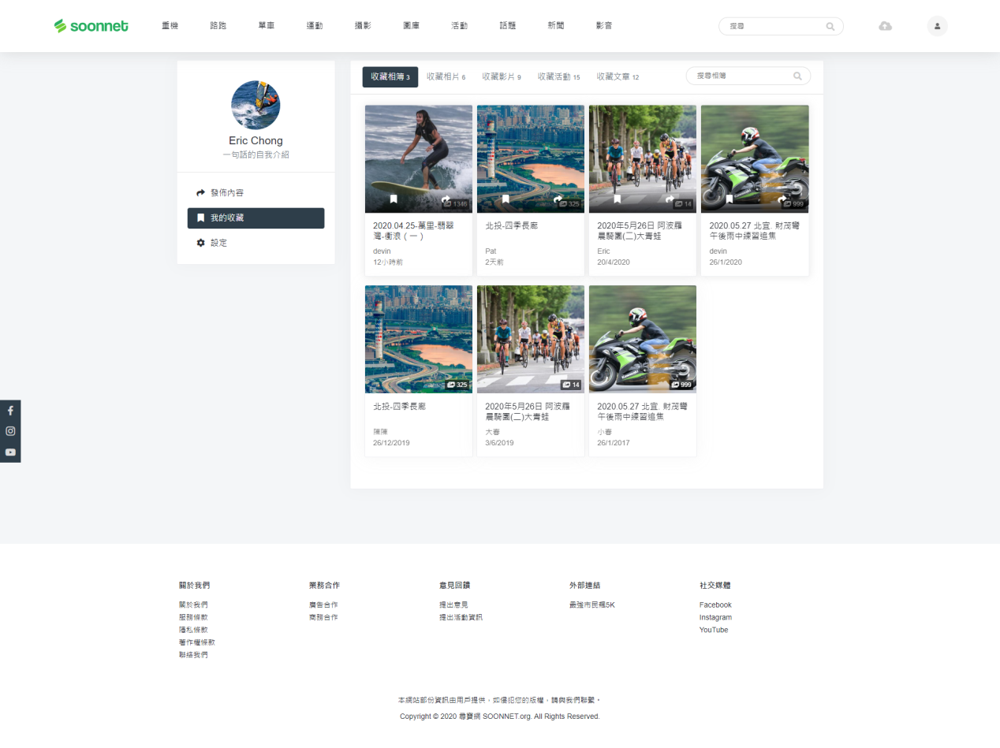 soonnet
重機
路跑
單車
運動
攝影
圖庫
活動
話題
新聞
影音
搜尋
Eric Chong
一句話的自我介紹
發佈內容
我的收藏
設定
收藏相簿 3
收藏相片 6
收藏影片 9
收藏活動 15
收藏文章 12
搜尋相簿
1346
2020.04.25-萬里-翡翠
灣-衝浪 ( 一 )
devin
12小時前
325
北投-四季長廊
Pat
2天前
14
2020年5月26日 阿波羅
晨騎團(二)大青蛙
Eric
20/4/2020
999
2020.05.27 北宜. 財茂彎
午後雨中練習追焦
devin
26/1/2020
325
北投-四季長廊
陳陳
26/12/2019
14
2020年5月26日 阿波羅
晨騎團(二)大青蛙
大春
3/6/2019
999
2020.05.27 北宜. 財茂彎
午後雨中練習追焦
小春
26/1/2017
關於我們
關於我們
服務條款
隱私條款
著作權條款
聯絡我們
業務合作
廣告合作
商務合作
意見回饋
提出意見
提出活動資訊
外部連結
最強市民飆5K
社交媒體
Facebook
Instagram
YouTube
本網站部份資訊由用戶提供，如侵犯您的版權，請與我們聯繫。
Copyright © 2020 尋寶網 SOONNET.org. All Rights Reserved.